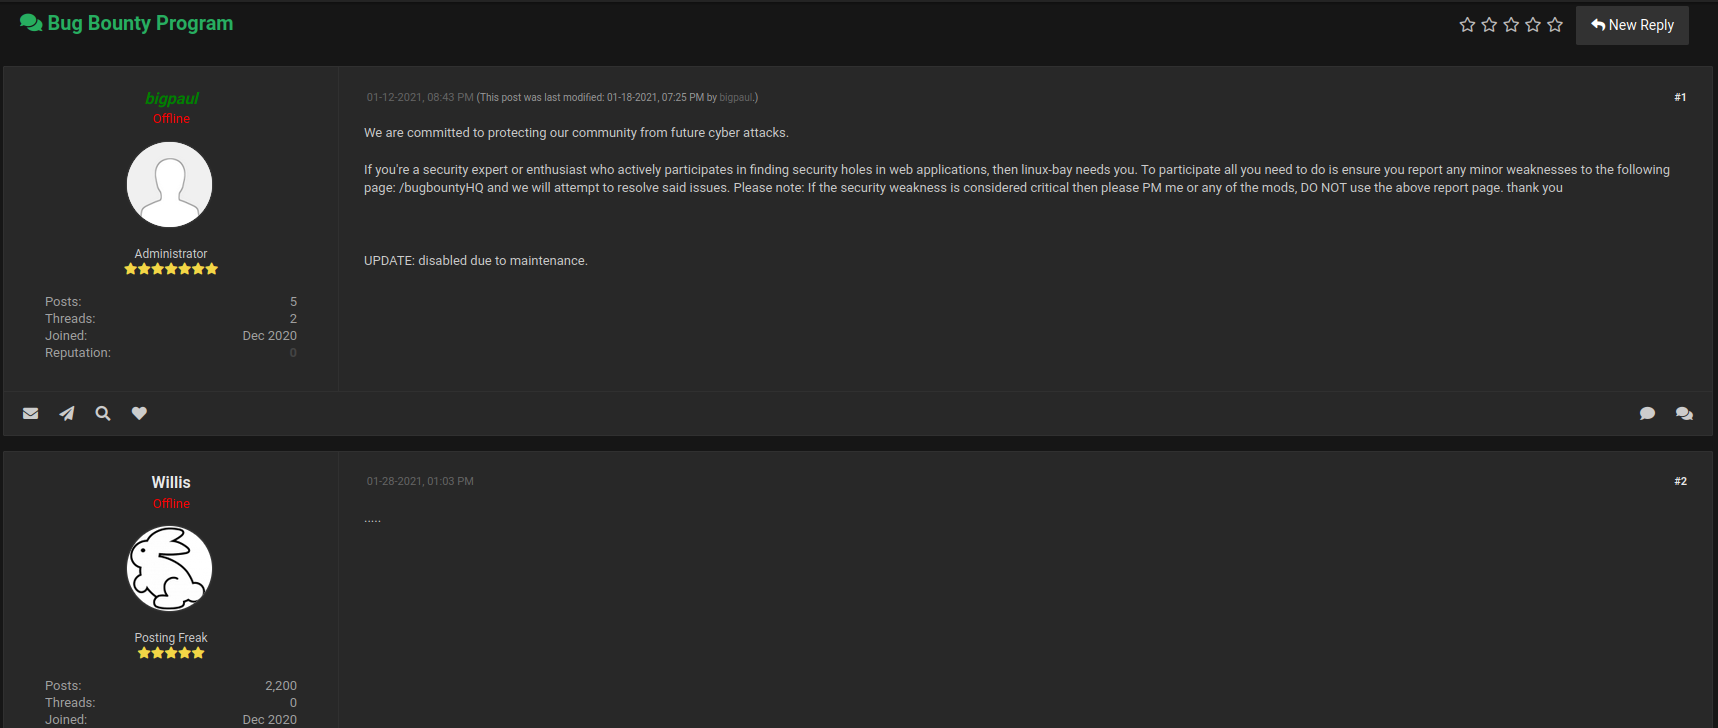 Bug Bounty Program
New Reply
bigpaul
Offline
Administrator
Posts: 5
Threads: 2
Joined: Dec 2020
Reputation: 0
01-12-2021, 08:43 PM (This post was last modified: 01-18-2021, 07:25 PM by bigpaul.)
#1
We are committed to protecting our community from future cyber attacks.
If you're a security expert or enthusiast who actively participates in finding security holes in web applications, then linux-bay needs you. To participate all you need to do is ensure you report any minor weaknesses to the following
page: /bugbountyHQ and we will attempt to resolve said issues. Please note: If the security weakness is considered critical then please PM me or any of the mods, DO NOT use the above report page. thank you
UPDATE: disabled due to maintenance.
Willis
Offline
Posting Freak
Posts: 2,200
Threads: 0
Joined: Dec 2020
01-28-2021, 01:03 PM
#2
.....